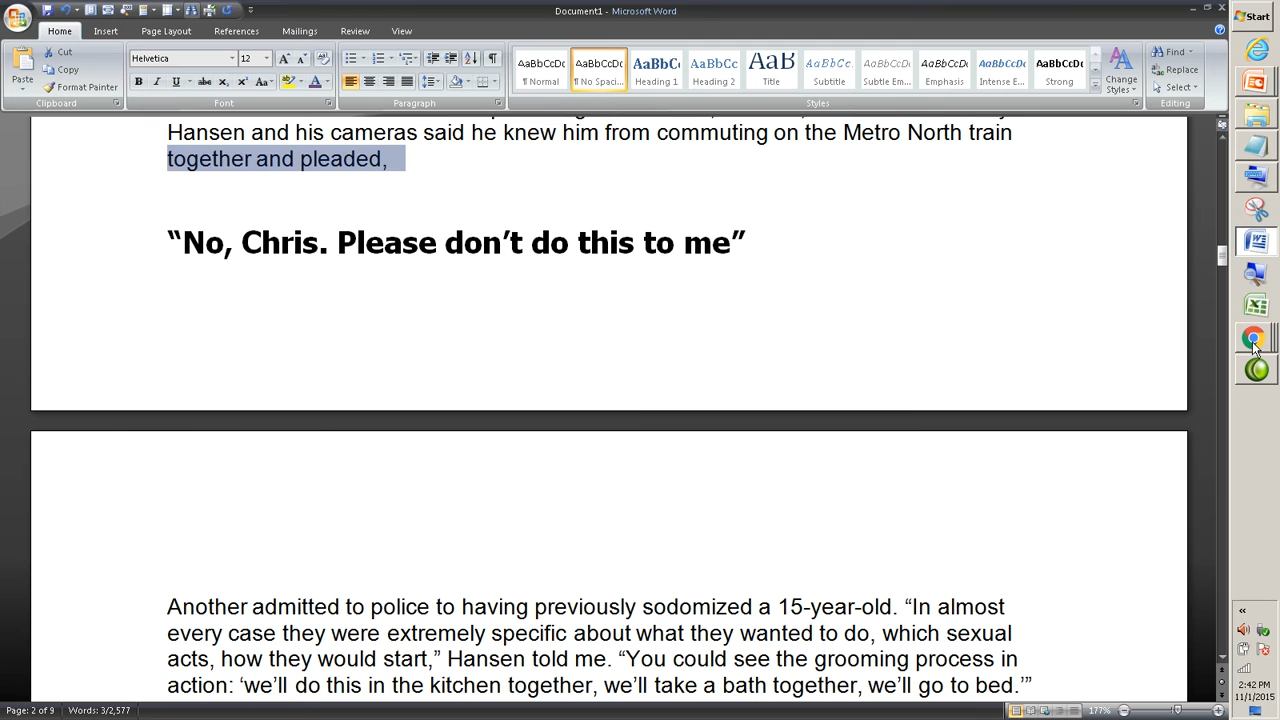 Document1 - Microsoft Word
Home Insert Page Layout References Mailings Review View
Start
Paste
Cut
Copy
Format Painter
Clipboard
Helvetica 12
Font
Paragraph
AaBbCcDc AaBbCcDc AaBbC( AaBbCc AaB AaBbCc. AaBbCcDc AaBbCcDc AaBbCcDc AaBbCcDc
¶ Normal ¶ No Spaci... Heading 1 Heading 2 Title Subtitle Subtle Em... Emphasis Intense E... Strong
Styles
Change Styles
Find
Replace
Select
Editing
Hansen and his cameras said he knew him from commuting on the Metro North train
together and pleaded,
“No, Chris. Please don’t do this to me”
Another admitted to police to having previously sodomized a 15-year-old. “In almost
every case they were extremely specific about what they wanted to do, which sexual
acts, how they would start,” Hansen told me. “You could see the grooming process in
action: ‘we’ll do this in the kitchen together, we’ll take a bath together, we’ll go to bed.’”
Page: 2 of 9 Words: 3/2,577
177%
2:42 PM
11/1/2015